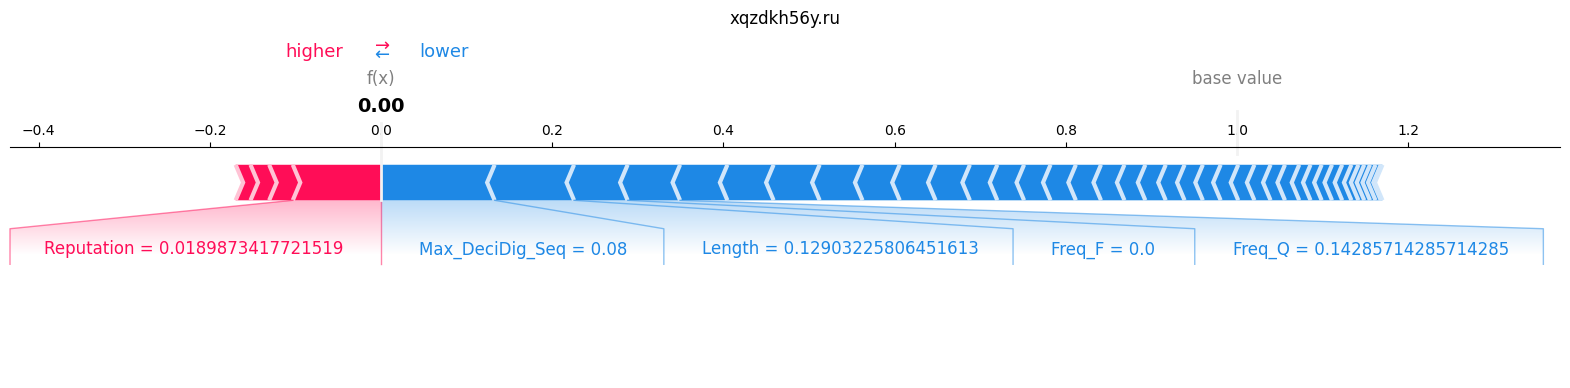 xqzdkh56y.ru
higher ⇄ lower
f(x) base value
0.00
−0.4 −0.2 0.0 0.2 0.4 0.6 0.8 1.0 1.2
Reputation = 0.0189873417721519 Max_DeciDig_Seq = 0.08 Length = 0.12903225806451613 Freq_F = 0.0 Freq_Q = 0.14285714285714285